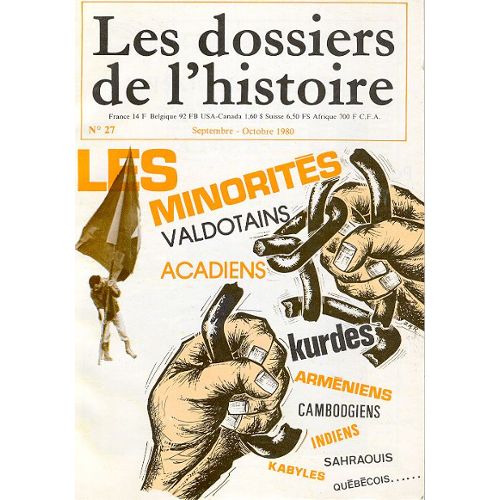 Les dossiers
de l'histoire
France 14 F Belgique 92 FB USA-Canada 1,60 $ Suisse 6,50 FS Afrique 700 F C.F.A.
N° 27
Septembre - Octobre 1980
LES
MINORITÉS
VALDOTAINS
ACADIENS
kurdes
ARMÉNIENS
CAMBODGIENS
INDIENS
KABYLES
SAHRAOUIS
QUÉBÉCOIS......